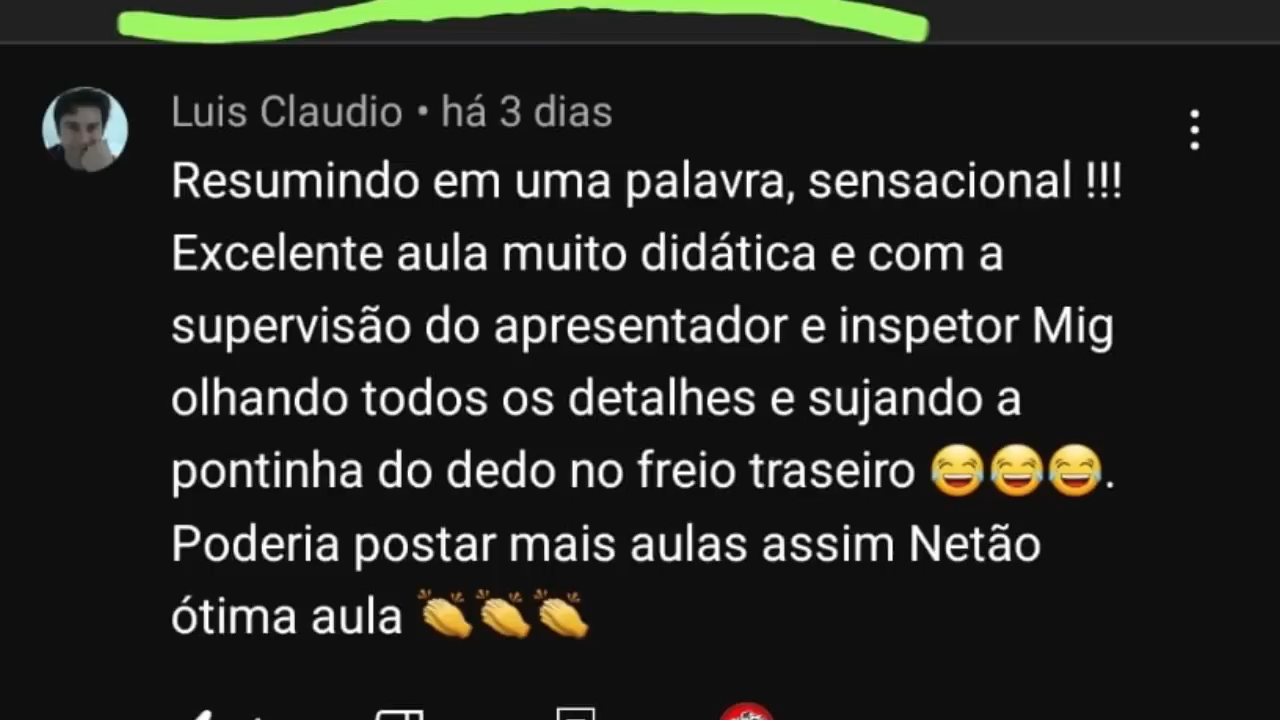 Luis Claudio • há 3 dias
Resumindo em uma palavra, sensacional !!!
Excelente aula muito didática e com a
supervisão do apresentador e inspetor Mig
olhando todos os detalhes e sujando a
pontinha do dedo no freio traseiro 😂😂😂.
Poderia postar mais aulas assim Netão
ótima aula 👏👏👏